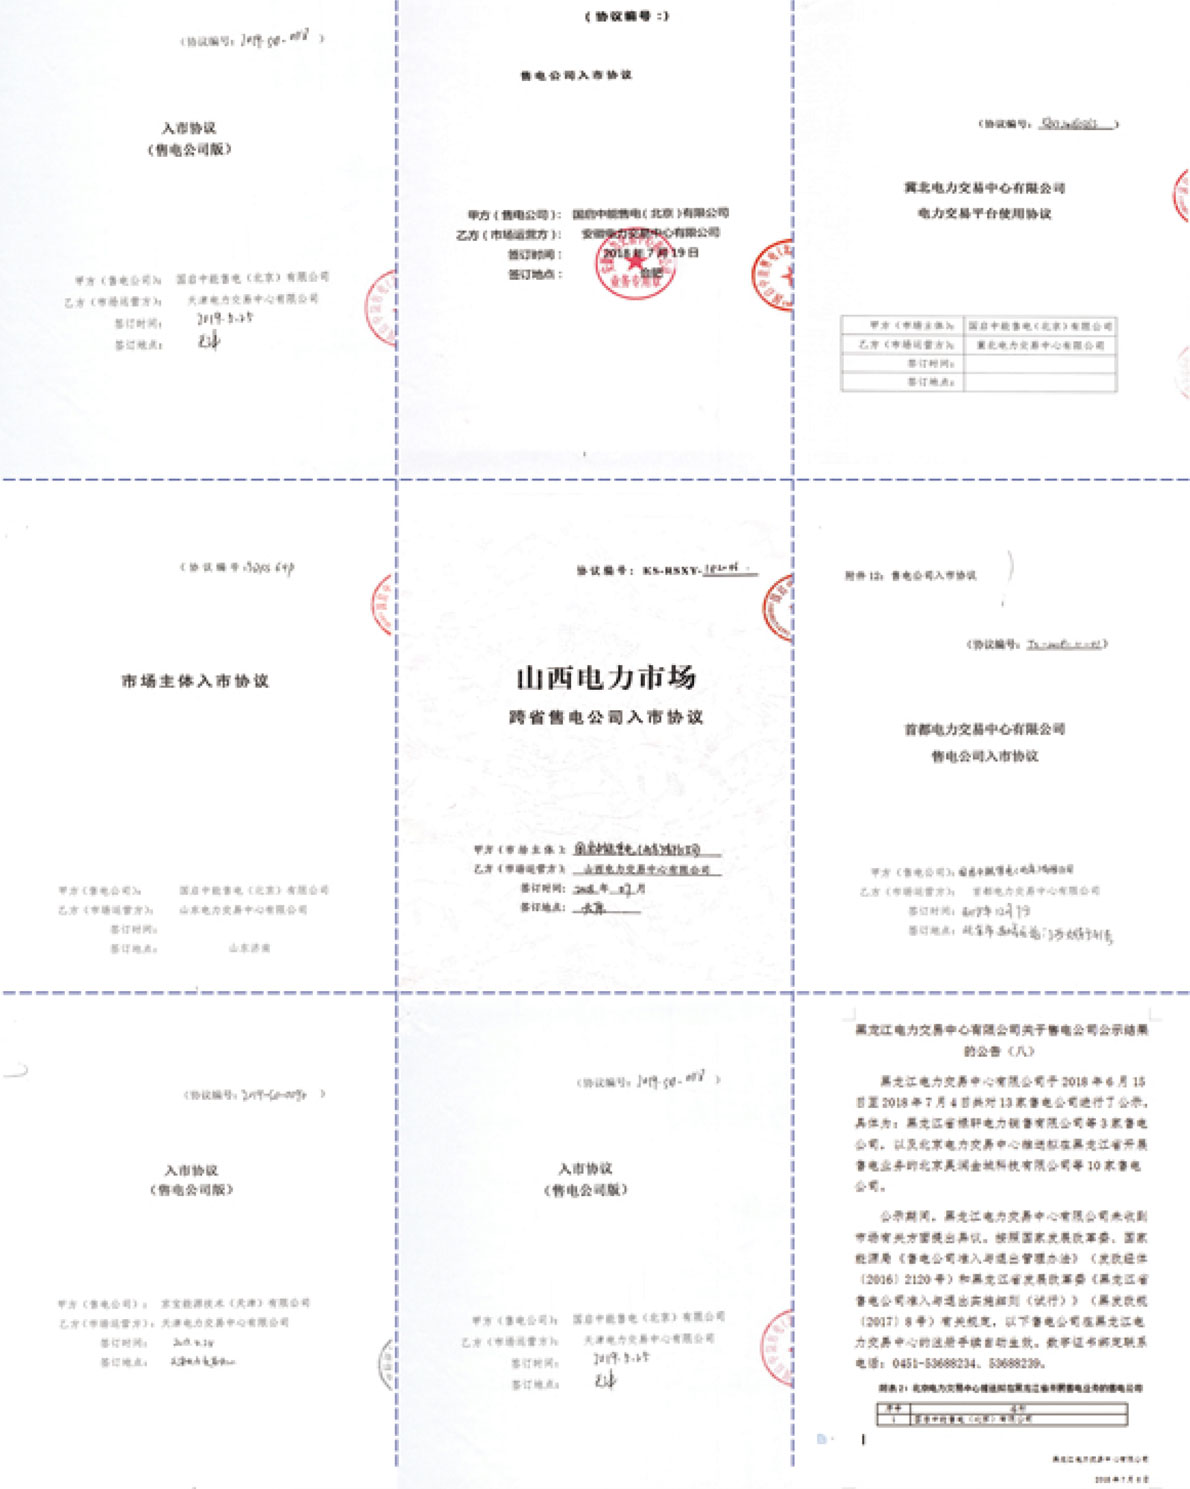 (协议编号: 2019-SD-008 )
入市协议
(售电公司版)
甲方(售电公司): 国启中能售电(北京)有限公司
乙方(市场运营方): 天津电力交易中心有限公司
签订时间: 2019.3.25
签订地点: 天津
(协议编号:)
售电公司入市协议
甲方(售电公司): 国启中能售电(北京)有限公司
乙方(市场运营方): 安徽电力交易中心有限公司
签订时间: 2018年7月19日
签订地点: 合肥
业务专用章
(协议编号: )
冀北电力交易中心有限公司
电力交易平台使用协议
甲方(市场主体): 国启中能售电(北京)有限公司
乙方(市场运营方): 冀北电力交易中心有限公司
签订时间:
签订地点:
(协议编号:
市场主体入市协议
甲方(售电公司): 国启中能售电(北京)有限公司
乙方(市场运营方): 山东电力交易中心有限公司
签订时间:
签订地点: 山东济南
协议编号: KS-RSXY-
山西电力市场
跨省售电公司入市协议
甲方(市场主体): 国启中能售电(北京)有限公司
乙方(市场运营方): 山西电力交易中心有限公司
签订时间: 2018年 07月
签订地点: 太原
附件12: 售电公司入市协议
(协议编号: )
首都电力交易中心有限公司
售电公司入市协议
甲方(售电公司): 国启中能售电(北京)有限公司
乙方(市场运营方): 首都电力交易中心有限公司
签订时间:
签订地点:
(协议编号: )
入市协议
(售电公司版)
甲方(售电公司): 京宝能源技术(天津)有限公司
乙方(市场运营方): 天津电力交易中心有限公司
签订时间:
签订地点: 天津电力交易中心
(协议编号: 2019-SD-008 )
入市协议
(售电公司版)
甲方(售电公司): 国启中能售电(北京)有限公司
乙方(市场运营方): 天津电力交易中心有限公司
签订时间: 2019.3.25
签订地点: 天津
黑龙江电力交易中心有限公司关于售电公司公示结果
的公告(八)
黑龙江电力交易中心有限公司于2018年6月15
日至2018年7月4日共对13家售电公司进行了公示,
具体为:黑龙江省绿轩电力销售有限公司等3家售电
公司,以及北京电力交易中心推送拟在黑龙江省开展
售电业务的北京昊润金城科技有限公司等10家售电
公司。
公示期间,黑龙江电力交易中心有限公司未收到
市场有关方面提出异议。按照国家发展改革委、国家
能源局《售电公司准入与退出管理办法》(发改经体
〔2016〕2120号)和黑龙江省发展改革委《黑龙江省
售电公司准入与退出实施细则(试行)》(黑发改规
〔2017〕8号)有关规定,以下售电公司在黑龙江电
力交易中心的注册手续自动生效。数字证书绑定联系
电话:0451-53688234、53688239。
附表2:北京电力交易中心推送拟在黑龙江省开展售电业务的售电公司
序号 名称
1 国启中能售电(北京)有限公司
黑龙江电力交易中心有限公司
2018年7月5日